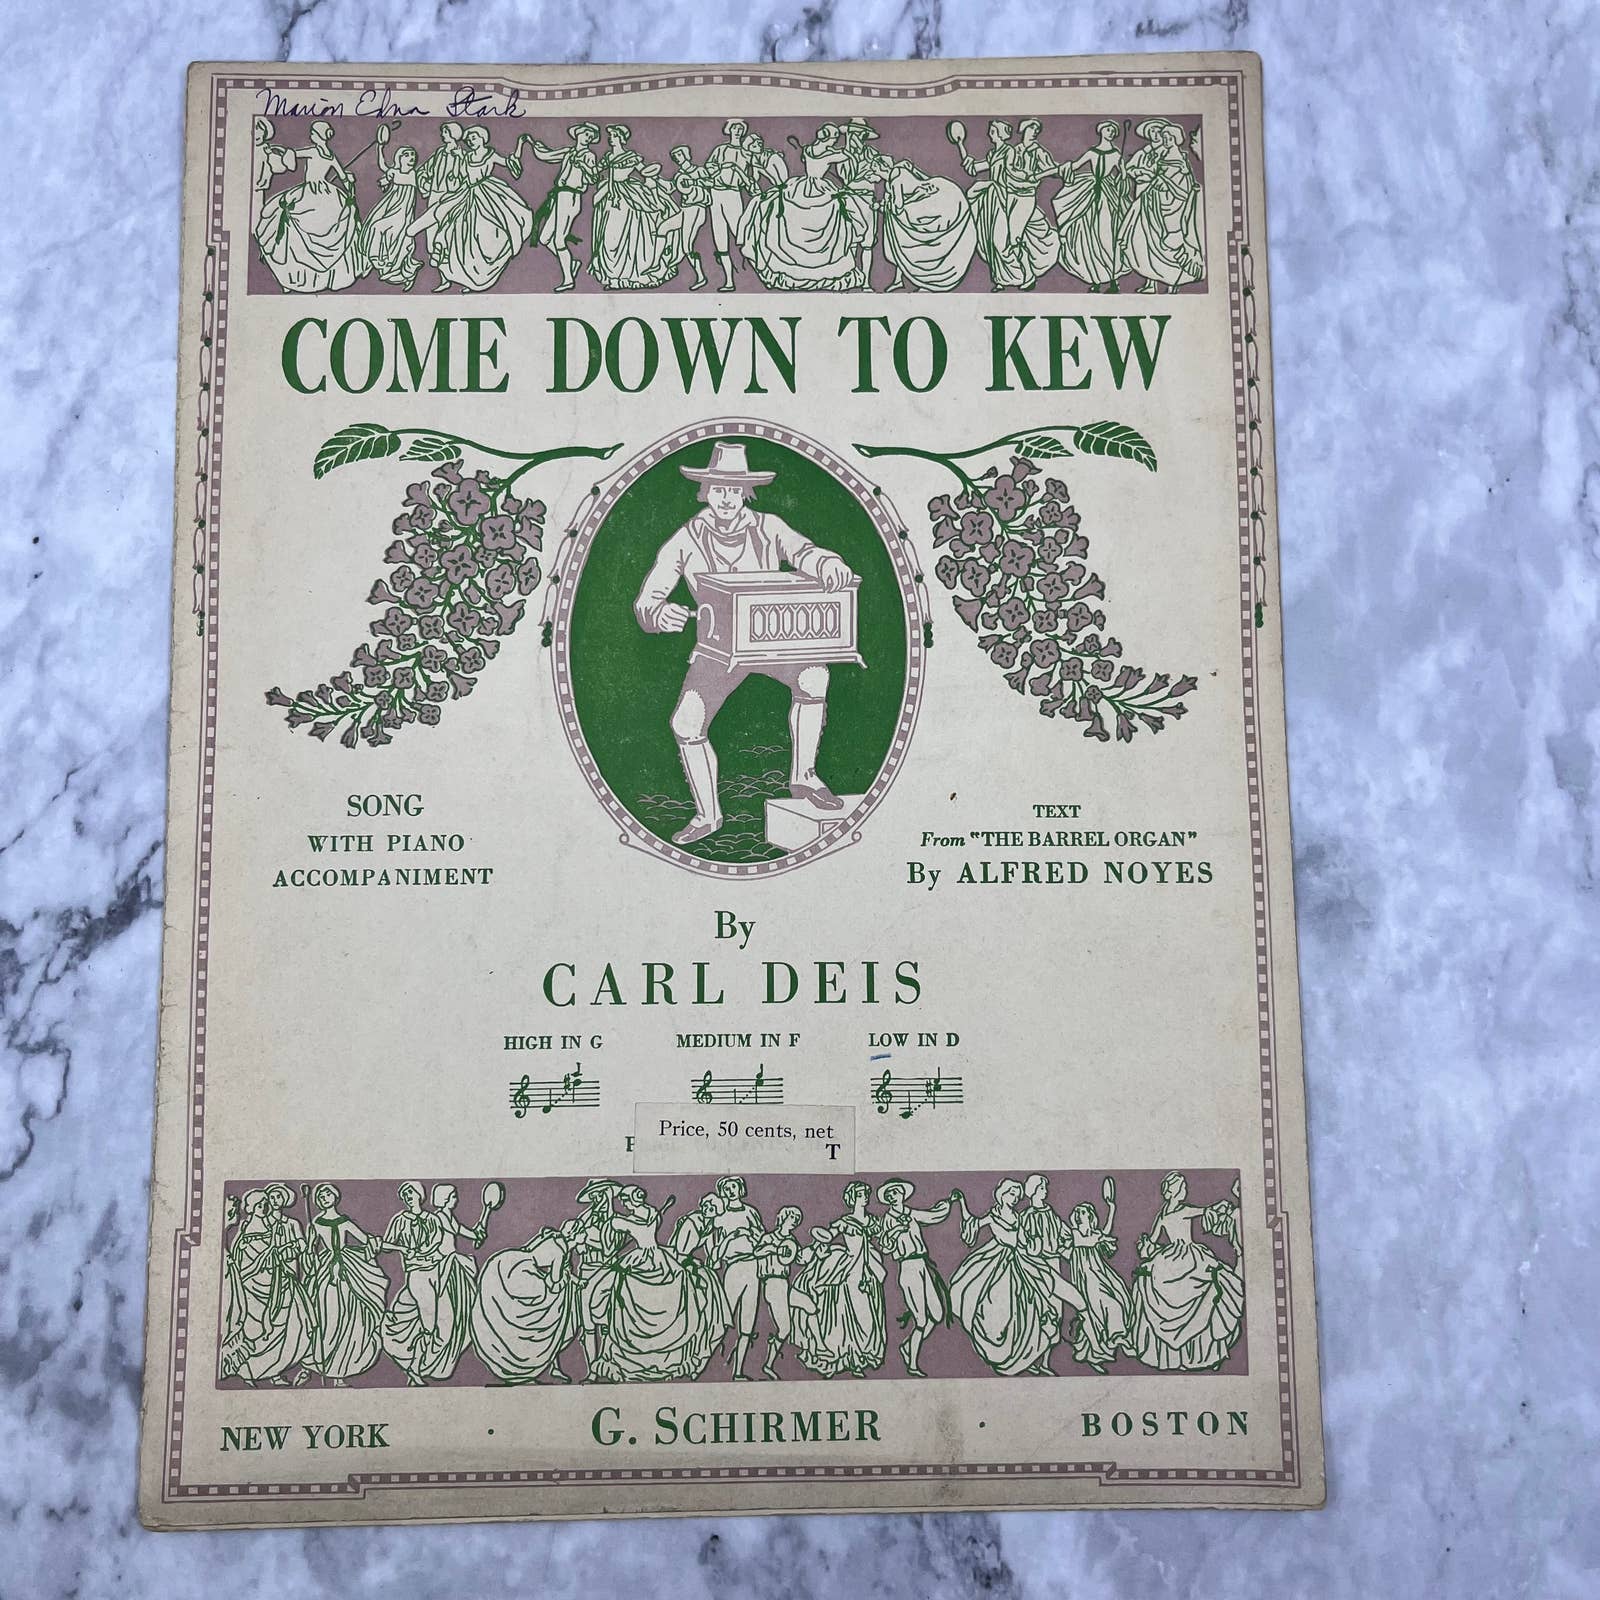 Marion Edna Stark
COME DOWN TO KEW
SONG
WITH PIANO
ACCOMPANIMENT
TEXT
From "THE BARREL ORGAN"
By ALFRED NOYES
By
CARL DEIS
HIGH IN G MEDIUM IN F LOW IN D
Price, 50 cents, net
T
NEW YORK · G. SCHIRMER · BOSTON